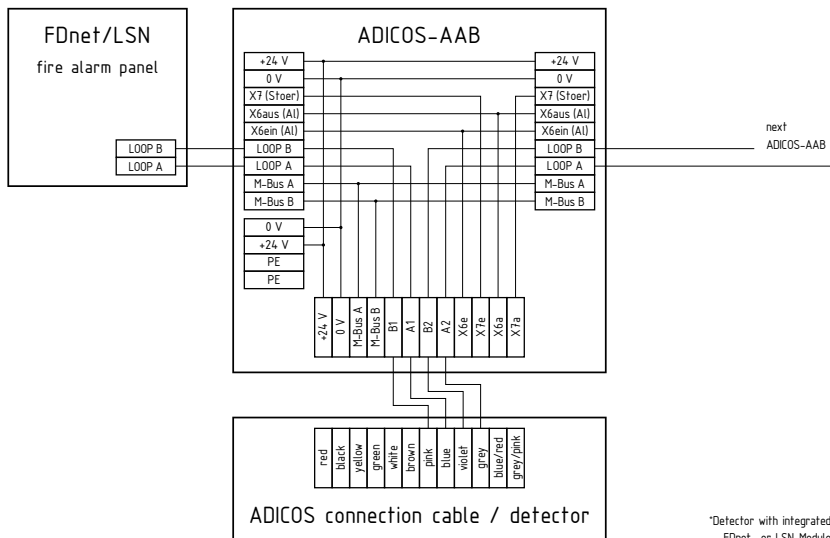 FDnet/LSN
fire alarm panel
LOOP B
LOOP A
ADICOS-AAB
+24 V
0 V
X7 (Stoer)
X6aus (Al)
X6ein (Al)
LOOP B
LOOP A
M-Bus A
M-Bus B
0 V
+24 V
PE
PE
+24 V
0 V
X7 (Stoer)
X6aus (Al)
X6ein (Al)
LOOP B
LOOP A
M-Bus A
M-Bus B
next
ADICOS-AAB
+24 V
0 V
M-Bus A
M-Bus B
B1
A1
B2
A2
X6e
X7e
X6a
X7a
red
black
yellow
green
white
brown
pink
blue
violet
grey
blue/red
grey/pink
ADICOS connection cable / detector
*Detector with integrated
FDnet- or LSN Module